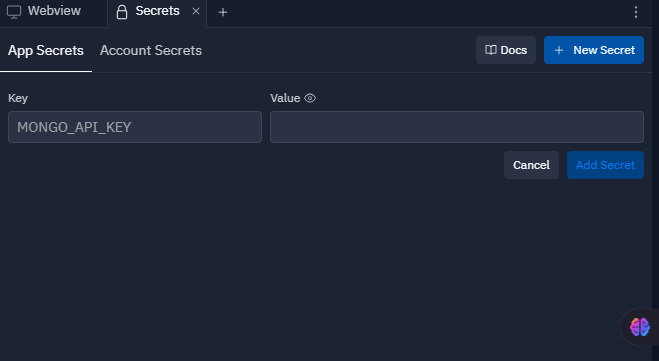 Webview Secrets
App Secrets Account Secrets Docs New Secret
Key Value
MONGO_API_KEY
Cancel Add Secret